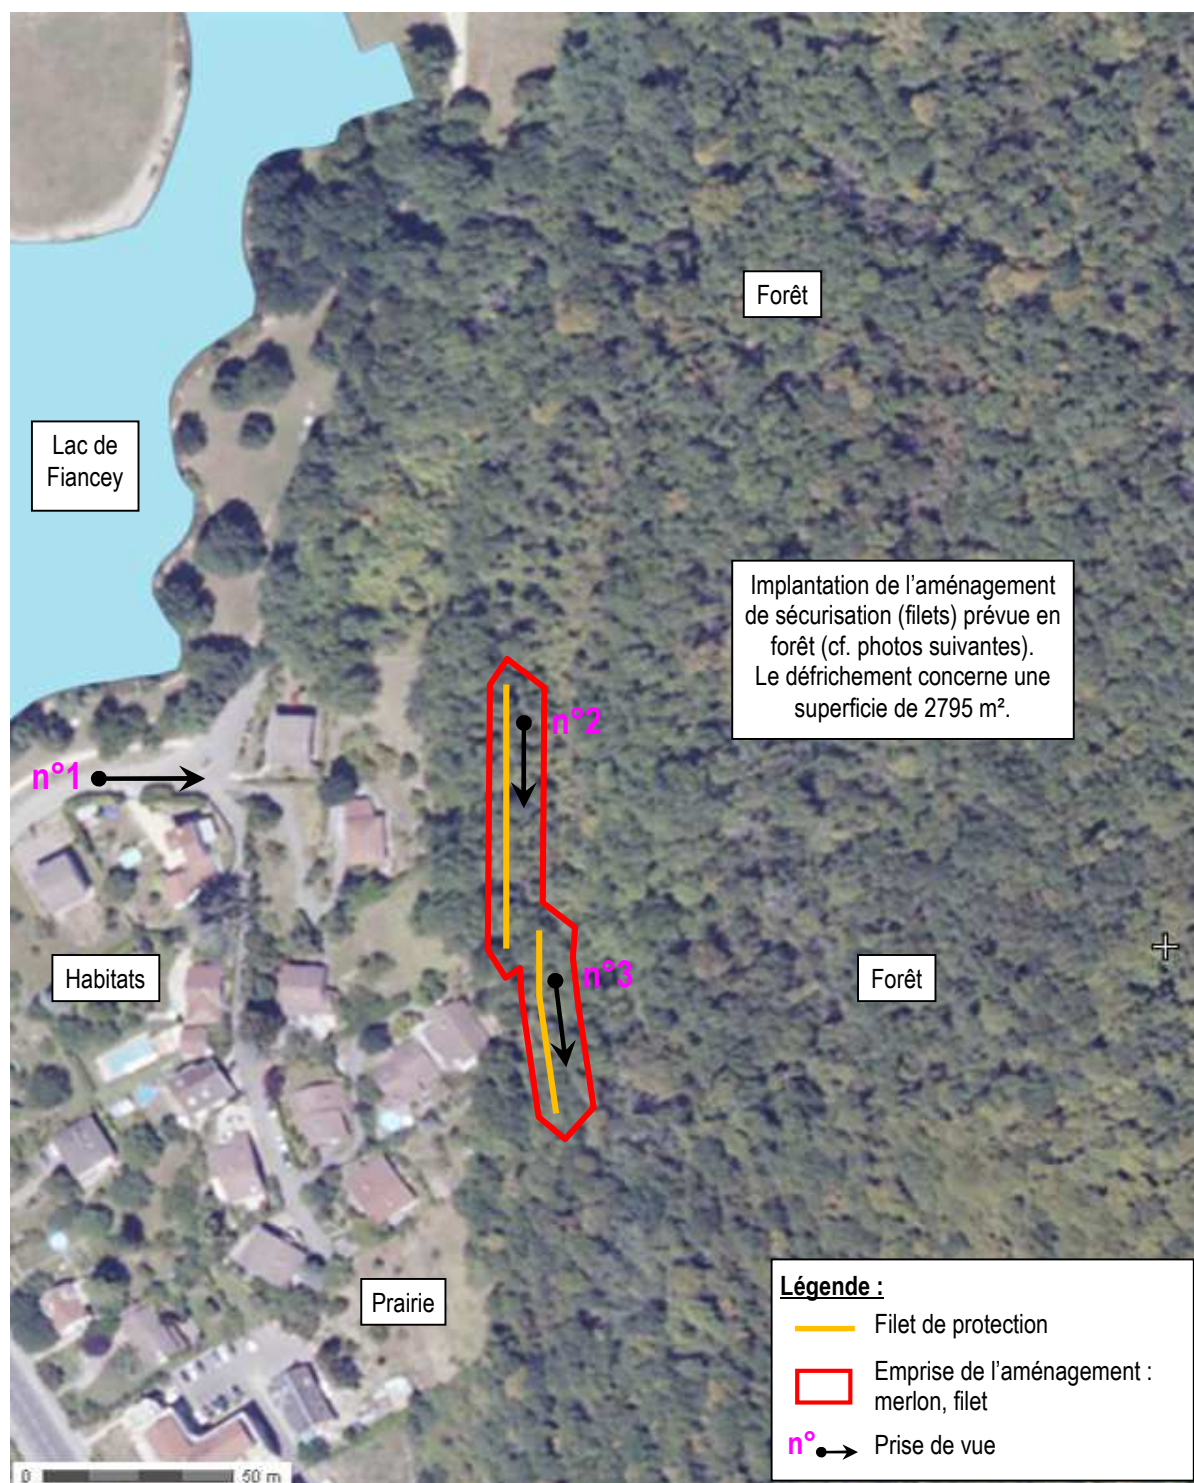 Forêt
Lac de
Fiancey
Implantation de l’aménagement
de sécurisation (filets) prévue en
forêt (cf. photos suivantes).
Le défrichement concerne une
superficie de 2795 m².
n°2
n°1
Habitats
n°3
Forêt
Prairie
Légende :
Filet de protection
Emprise de l’aménagement :
merlon, filet
n° Prise de vue
0 50 m